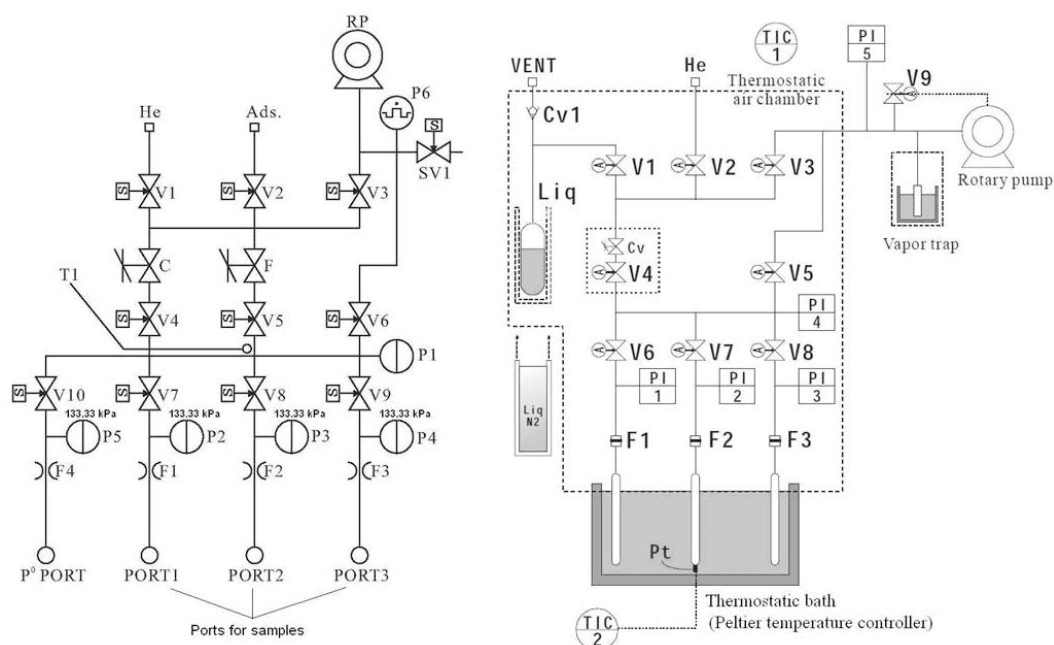 RP
P6
He
Ads.
S
SV1
S
V1
S
V2
S
V3
C
F
T1
S
V4
S
V5
S
V6
P1
S
V10
S
V7
S
V8
S
V9
133.33 kPa
P5
133.33 kPa
P2
133.33 kPa
P3
133.33 kPa
P4
F4
F1
F2
F3
P⁰ PORT
PORT1
PORT2
PORT3
Ports for samples
TIC
1
Thermostatic
air chamber
PI
5
VENT
He
V9
Cv1
A
V1
A
V2
A
V3
Rotary pump
Liq
Vapor trap
Cv
A
V4
A
V5
PI
4
A
V6
A
V7
A
V8
PI
1
PI
2
PI
3
Liq
N2
F1
F2
F3
Pt
Thermostatic bath
(Peltier temperature controller)
TIC
2